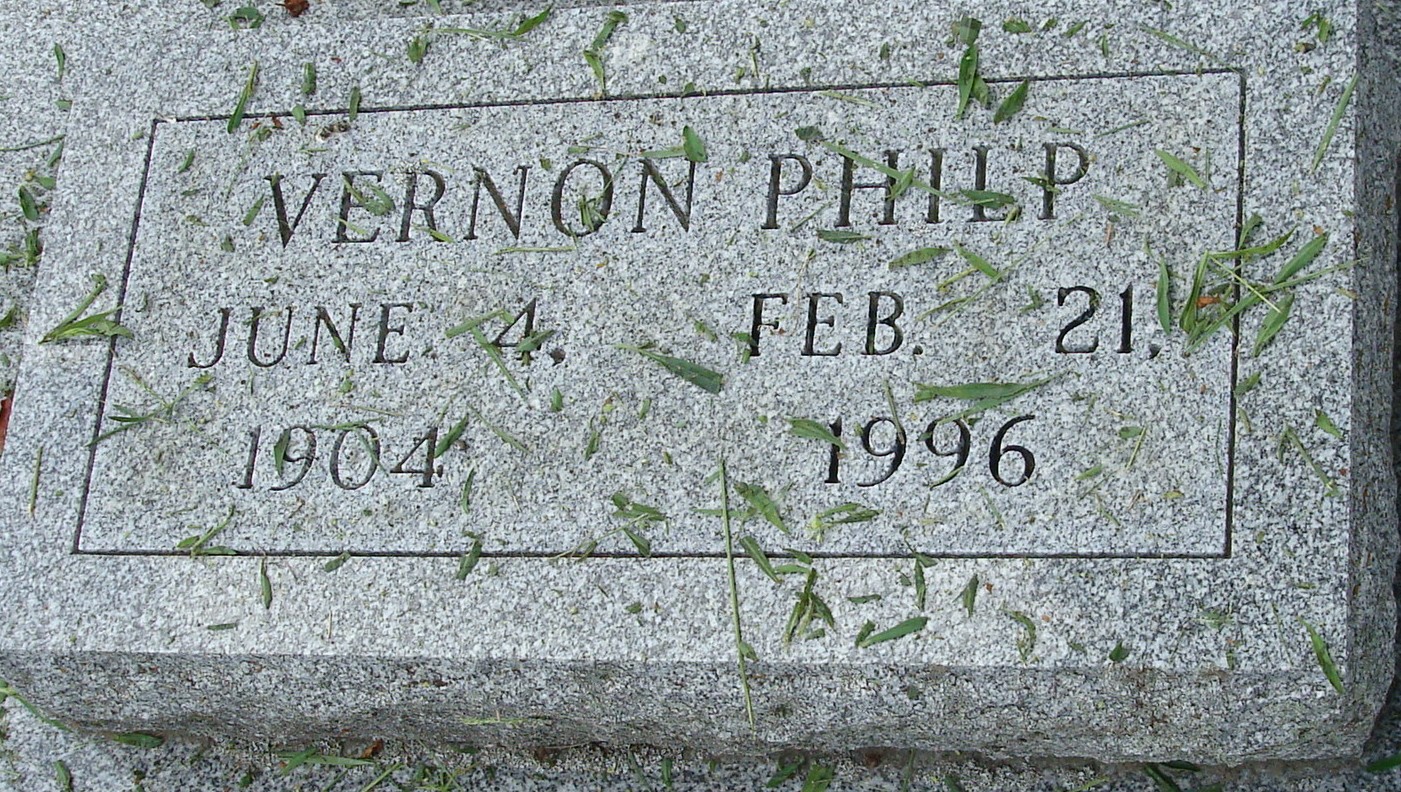 VERNON PHILP
JUNE 4, FEB. 21,
1904 1996